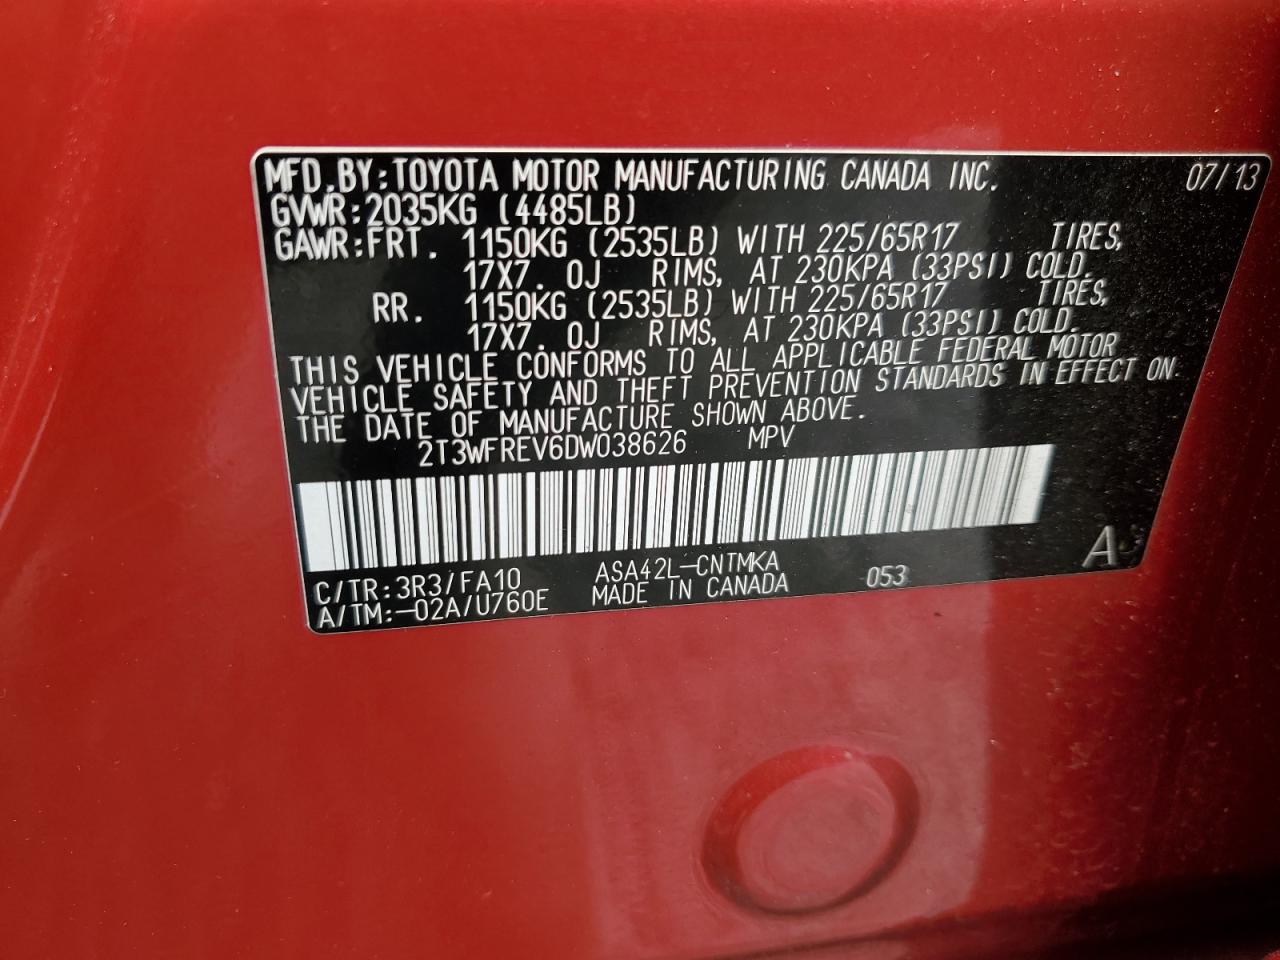 MFD.BY:TOYOTA MOTOR MANUFACTURING CANADA INC. 07/13
GVWR:2035KG (4485LB)
GAWR:FRT. 1150KG (2535LB) WITH 225/65R17 TIRES,
17X7.0J RIMS, AT 230KPA (33PSI) COLD.
RR. 1150KG (2535LB) WITH 225/65R17 TIRES,
17X7.0J RIMS, AT 230KPA (33PSI) COLD.
THIS VEHICLE CONFORMS TO ALL APPLICABLE FEDERAL MOTOR
VEHICLE SAFETY AND THEFT PREVENTION STANDARDS IN EFFECT ON
THE DATE OF MANUFACTURE SHOWN ABOVE.
2T3WFREV6DW038626 MPV
C/TR:3R3/FA10 ASA42L-CNTMKA 053 A
A/TM:-02A/U760E MADE IN CANADA